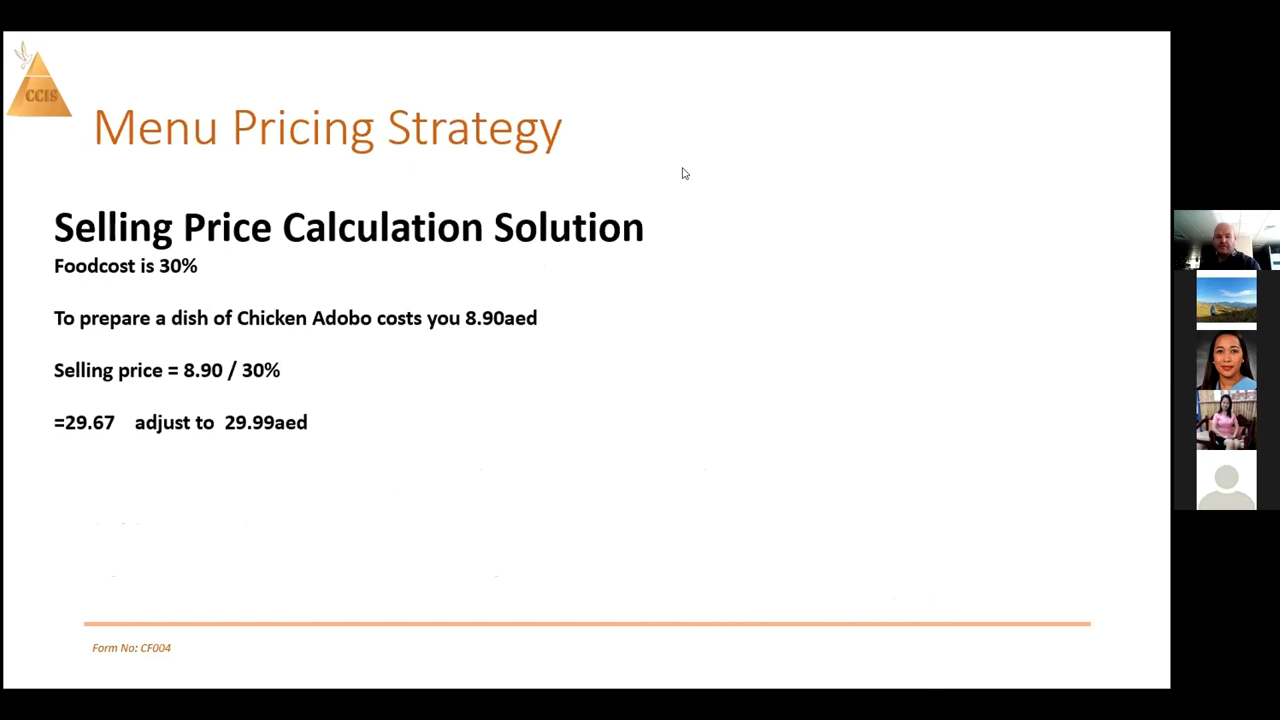 CCIS
Menu Pricing Strategy
Selling Price Calculation Solution
Foodcost is 30%
To prepare a dish of Chicken Adobo costs you 8.90aed
Selling price = 8.90 / 30%
=29.67 adjust to 29.99aed
Form No: CF004